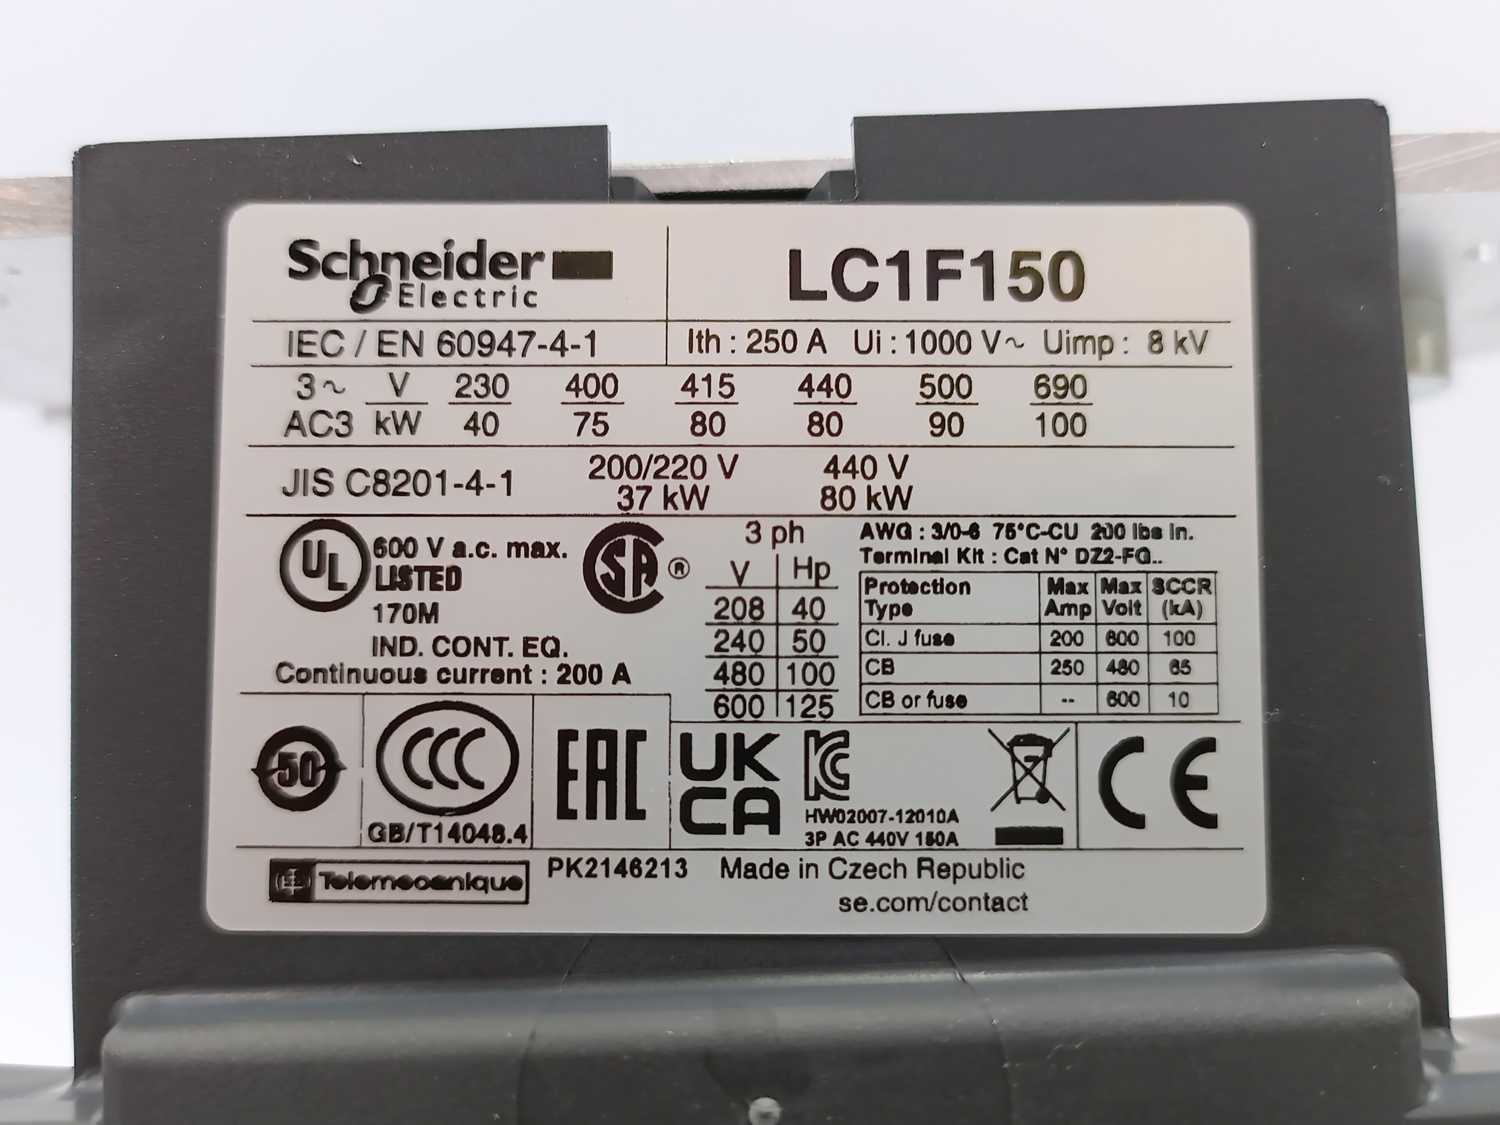 Schneider Electric
LC1F150
IEC / EN 60947-4-1
Ith : 250 A Ui : 1000 V~ Uimp : 8 kV
3~ V 230 400 415 440 500 690
AC3 kW 40 75 80 80 90 100
JIS C8201-4-1
200/220 V 440 V
37 kW 80 kW
UL
600 V a.c. max.
LISTED
170M
IND. CONT. EQ.
Continuous current : 200 A
SA ®
3 ph
V Hp
208 40
240 50
480 100
600 125
AWG : 3/0-6 75°C-CU 200 lbs in.
Terminal Kit : Cat N° DZ2-FG..
Protection Type Max Amp Max Volt SCCR (kA)
Cl. J fuse 200 600 100
CB 250 480 65
CB or fuse -- 600 10
50
CCC
GB/T14048.4
EAC
UK
CA
KC
HW02007-12010A
3P AC 440V 150A
CE
Telemecanique
PK2146213 Made in Czech Republic
se.com/contact